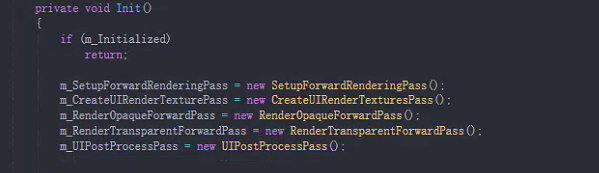 private void Init()
{
if (m_Initialized)
return;
m_SetupForwardRenderingPass = new SetupForwardRenderingPass();
m_CreateUIRenderTexturePass = new CreateUIRenderTexturesPass();
m_RenderOpaqueForwardPass = new RenderOpaqueForwardPass();
m_RenderTransparentForwardPass = new RenderTransparentForwardPass();
m_UIPostProcessPass = new UIPostProcessPass();